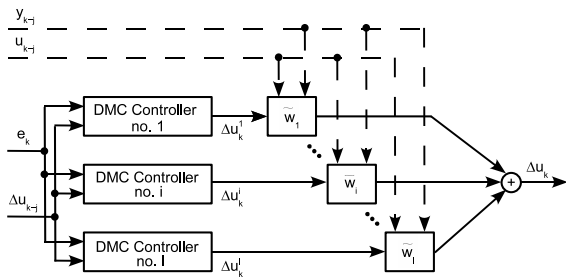 y_{k-j}
u_{k-j}
DMC Controller
no. 1
Δu_k^1
w̃_1
e_k
DMC Controller
no. i
Δu_k^i
w̃_i
+
Δu_k
Δu_{k-j}
DMC Controller
no. l
Δu_k^l
w̃_l